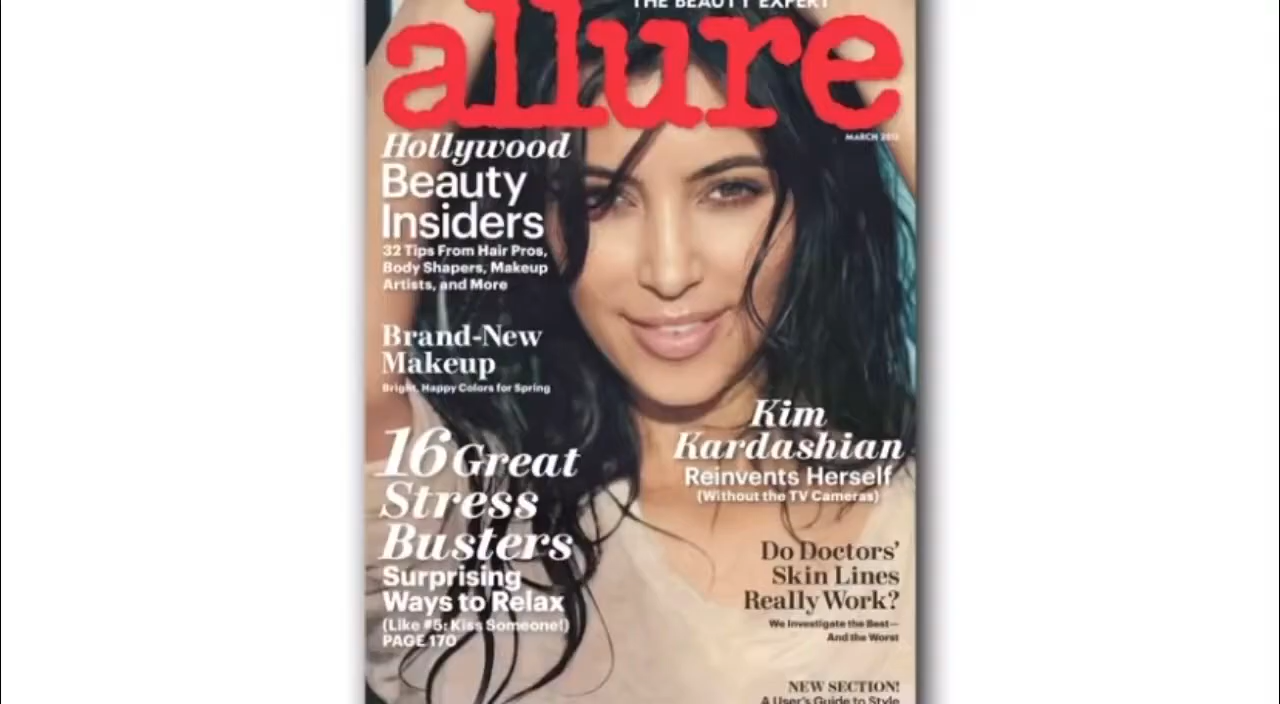 THE BEAUTY EXPERT
allure
MARCH 2012
Hollywood
Beauty
Insiders
32 Tips From Hair Pros,
Body Shapers, Makeup
Artists, and More
Brand-New
Makeup
Bright, Happy Colors for Spring
16 Great
Stress
Busters
Surprising
Ways to Relax
(Like #5: Kiss Someone!)
PAGE 170
Kim
Kardashian
Reinvents Herself
(Without the TV Cameras)
Do Doctors’
Skin Lines
Really Work?
We Investigate the Best—
And the Worst
NEW SECTION!
A User's Guide to Style